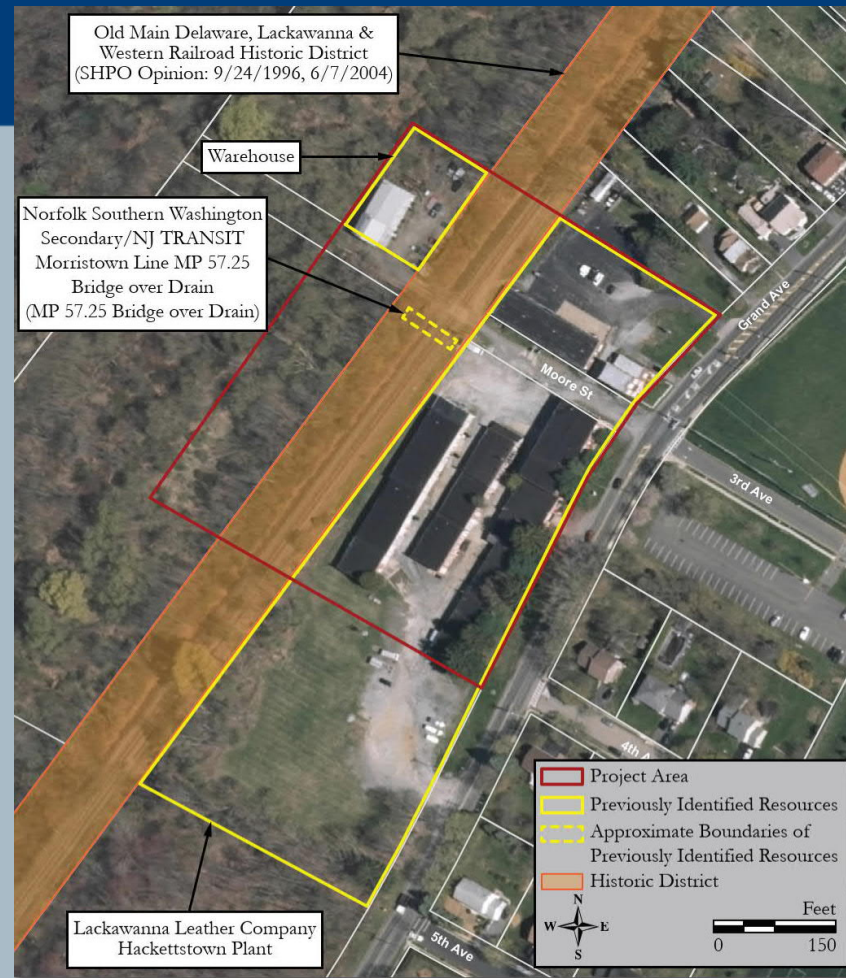 Old Main Delaware, Lackawanna &
Western Railroad Historic District
(SHPO Opinion: 9/24/1996, 6/7/2004)
Warehouse
Norfolk Southern Washington
Secondary/NJ TRANSIT
Morristown Line MP 57.25
Bridge over Drain
(MP 57.25 Bridge over Drain)
Grand Ave
Moore St
3rd Ave
4th A
5th Ave
Lackawanna Leather Company
Hackettstown Plant
Project Area
Previously Identified Resources
Approximate Boundaries of
Previously Identified Resources
Historic District
N
W
E
S
Feet
0
150